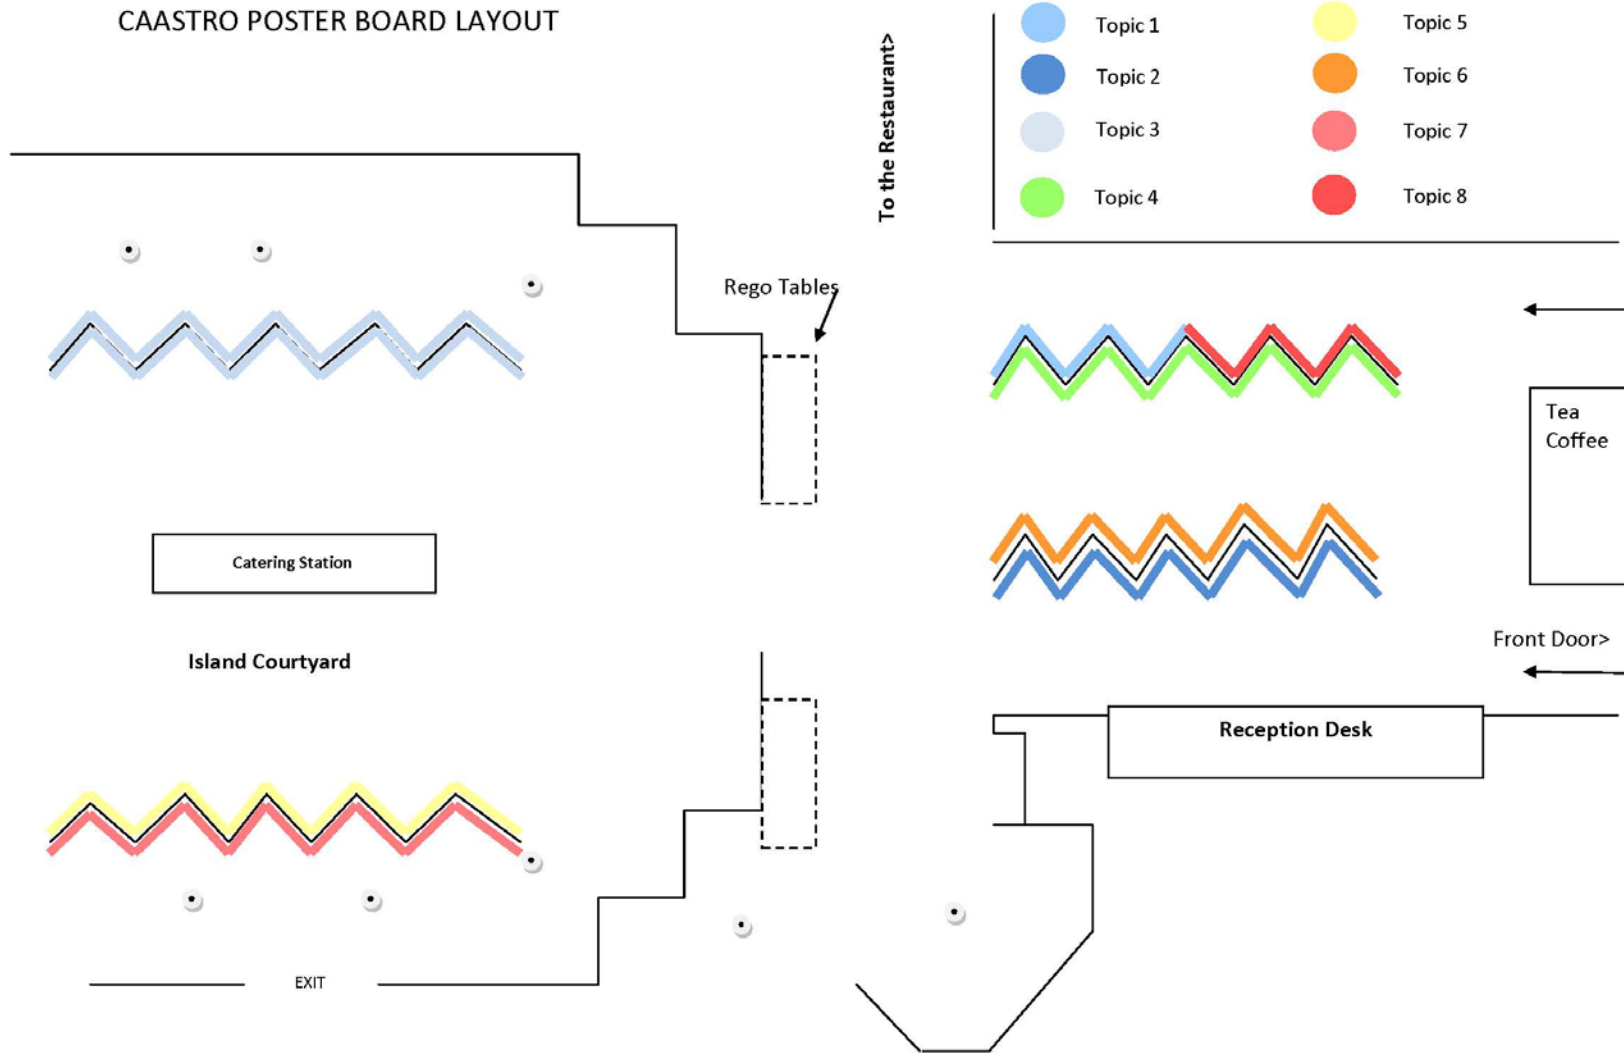 CAASTRO POSTER BOARD LAYOUT
To the Restaurant>
Topic 1
Topic 5
Topic 2
Topic 6
Topic 3
Topic 7
Topic 4
Topic 8
Rego Tables
Tea
Coffee
Catering Station
Front Door>
Island Courtyard
Reception Desk
EXIT